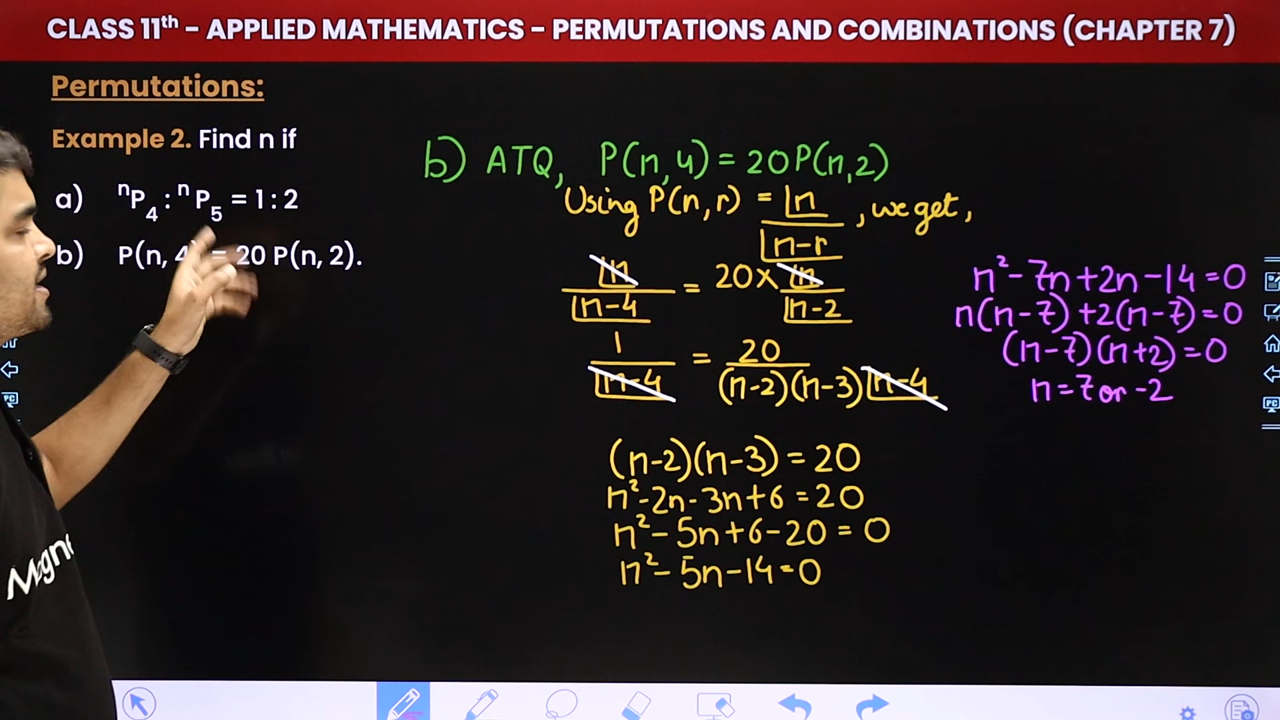 CLASS 11th - APPLIED MATHEMATICS - PERMUTATIONS AND COMBINATIONS (CHAPTER 7)
Permutations:
Example 2. Find n if
a) ⁿP₄ : ⁿP₅ = 1 : 2
b) P(n, 4) = 20 P(n, 2).
b) ATQ, P(n,4) = 20P(n,2)
Using P(n, r) = |n / |n-r , we get,
|n / |n-4 = 20 × |n / |n-2
1 / |n-4 = 20 / (n-2)(n-3)|n-4
(n-2)(n-3) = 20
n²-2n-3n+6 = 20
n²-5n+6-20 = 0
n²-5n-14=0
n²-7n+2n-14=0
n(n-7)+2(n-7)=0
(n-7)(n+2)=0
n=7 or -2
PC
PC